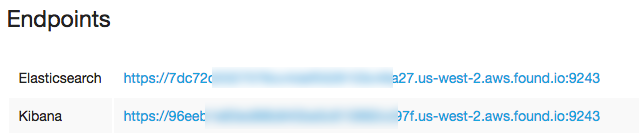 Endpoints
Elasticsearch https://7dc72 a27.us-west-2.aws.found.io:9243
Kibana https://96eeb 97f.us-west-2.aws.found.io:9243